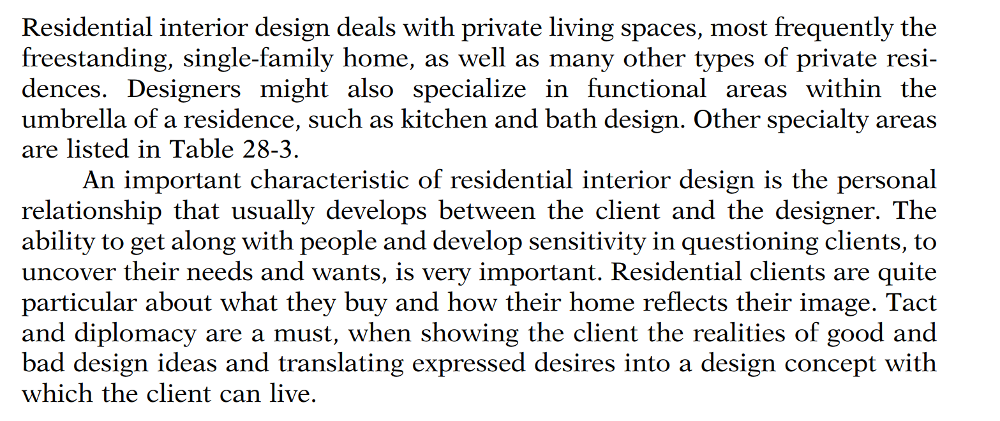 Residential interior design deals with private living spaces, most frequently the
freestanding, single-family home, as well as many other types of private resi-
dences. Designers might also specialize in functional areas within the
umbrella of a residence, such as kitchen and bath design. Other specialty areas
are listed in Table 28-3.
An important characteristic of residential interior design is the personal
relationship that usually develops between the client and the designer. The
ability to get along with people and develop sensitivity in questioning clients, to
uncover their needs and wants, is very important. Residential clients are quite
particular about what they buy and how their home reflects their image. Tact
and diplomacy are a must, when showing the client the realities of good and
bad design ideas and translating expressed desires into a design concept with
which the client can live.